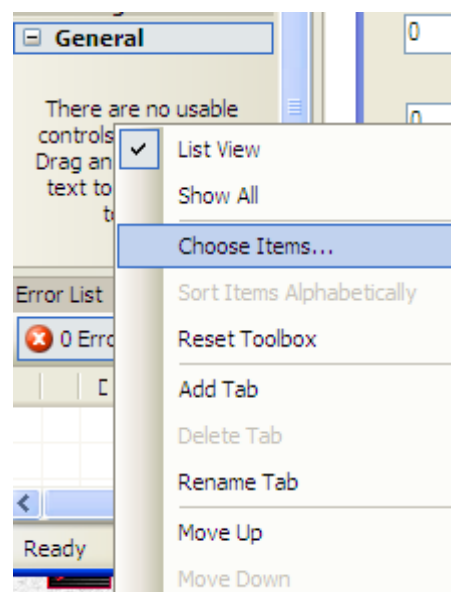 General
0
There are no usable
controls
Drag an
text to
t
0
List View
Show All
Choose Items...
Sort Items Alphabetically
Reset Toolbox
Add Tab
Delete Tab
Rename Tab
Move Up
Move Down
Error List
0 Erro
Ready